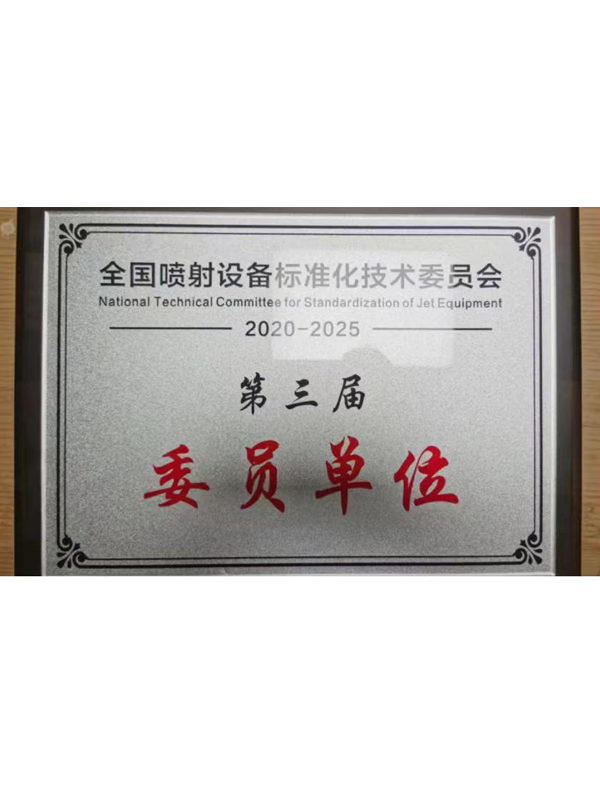 全国喷射设备标准化技术委员会
National Technical Committee for Standardization of Jet Equipment
2020-2025
第三届
委员单位